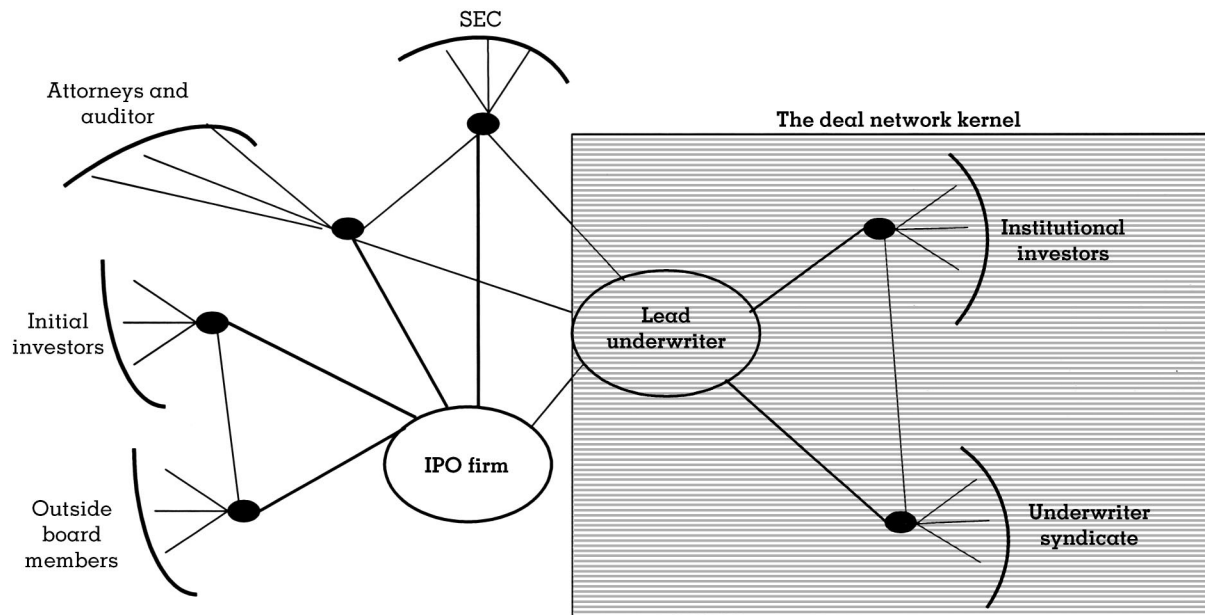 SEC
Attorneys and
auditor
The deal network kernel
Institutional
investors
Initial
investors
Lead
underwriter
IPO firm
Outside
board
members
Underwriter
syndicate